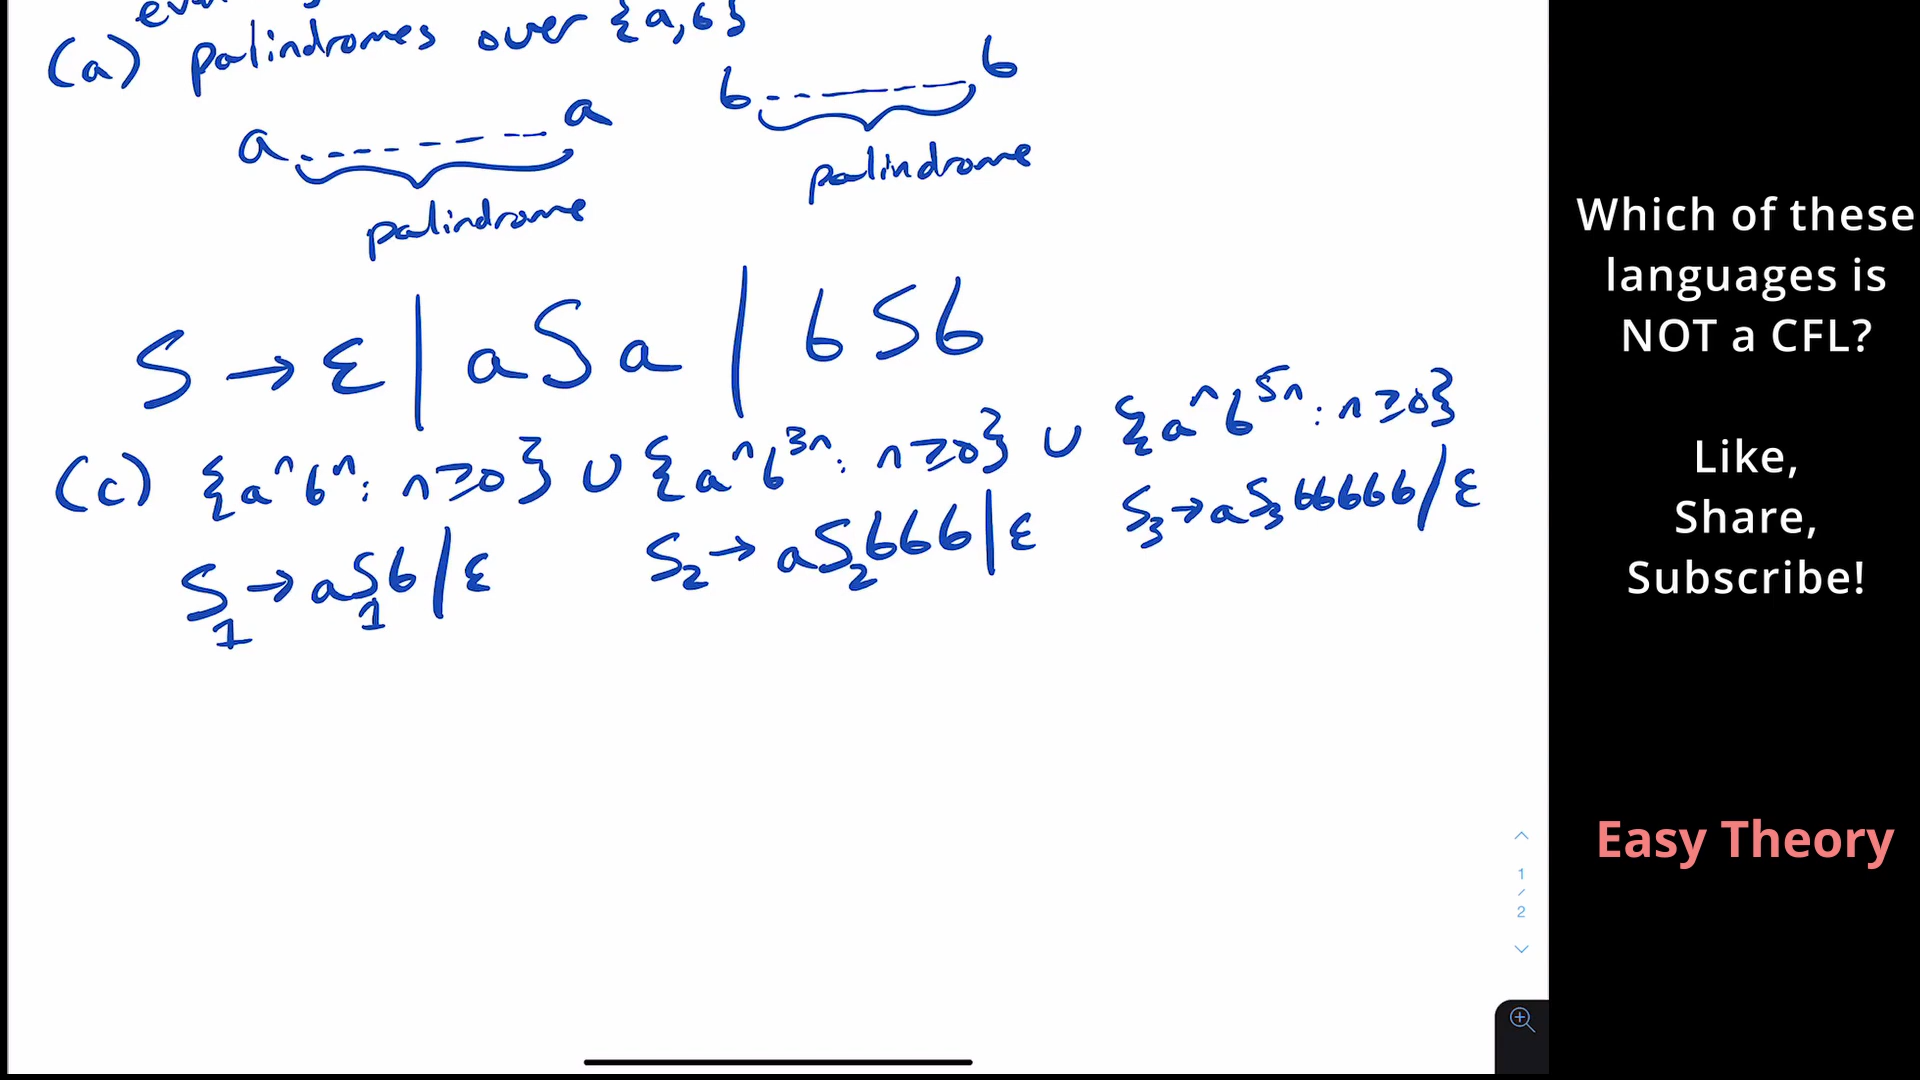 (a) palindromes over {a,b}
a a
palindrome
b b
palindrome
S → ε | aSa | bSb
(c) {aⁿbⁿ: n≥0} ∪ {aⁿb³ⁿ: n≥0} ∪ {aⁿb⁵ⁿ: n≥0}
S₁ → aS₁b | ε
S₂ → aS₂bbb | ε
S₃ → aS₃bbbbb | ε
Which of these
languages is
NOT a CFL?
Like,
Share,
Subscribe!
Easy Theory
1
/
2